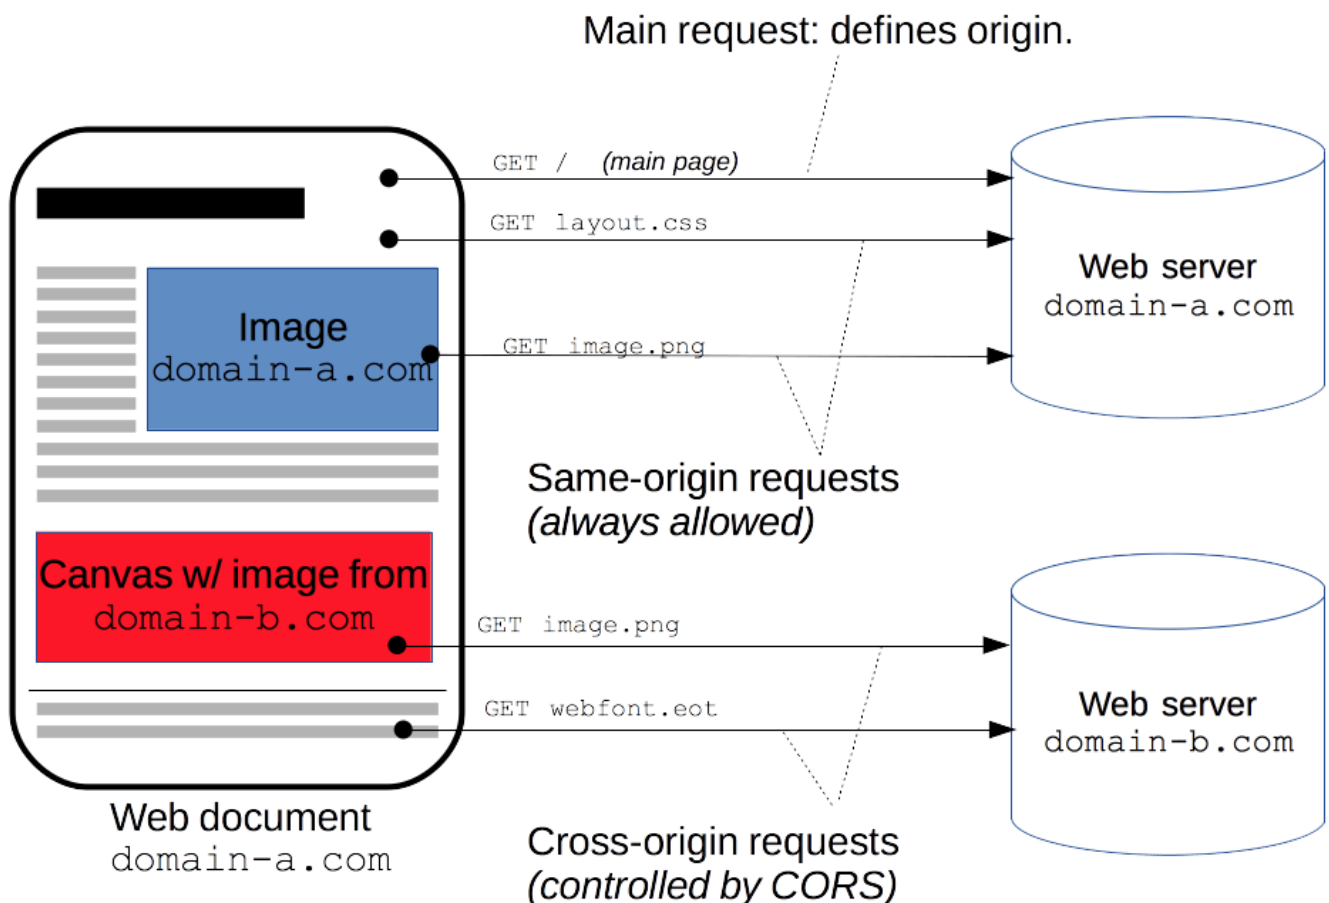 Main request: defines origin.
GET / (main page)
GET layout.css
Web server
domain-a.com
Image
domain-a.com
GET image.png
Same-origin requests
(always allowed)
Canvas w/ image from
domain-b.com
GET image.png
GET webfont.eot
Web server
domain-b.com
Web document
domain-a.com
Cross-origin requests
(controlled by CORS)